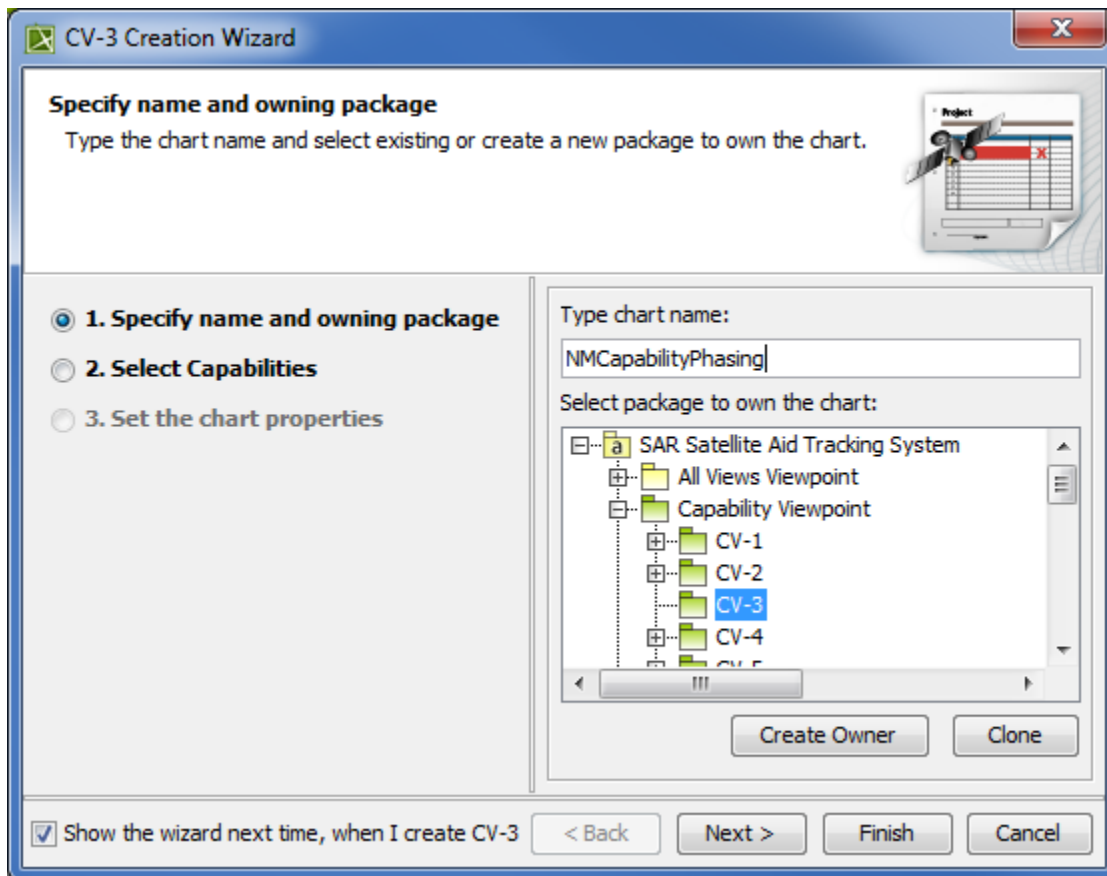 CV-3 Creation Wizard
Specify name and owning package
Type the chart name and select existing or create a new package to own the chart.
Project
1. Specify name and owning package
2. Select Capabilities
3. Set the chart properties
Type chart name:
NMCapabilityPhasing
Select package to own the chart:
a SAR Satellite Aid Tracking System
All Views Viewpoint
Capability Viewpoint
CV-1
CV-2
CV-3
CV-4
CV-5
Create Owner
Clone
Show the wizard next time, when I create CV-3
< Back
Next >
Finish
Cancel